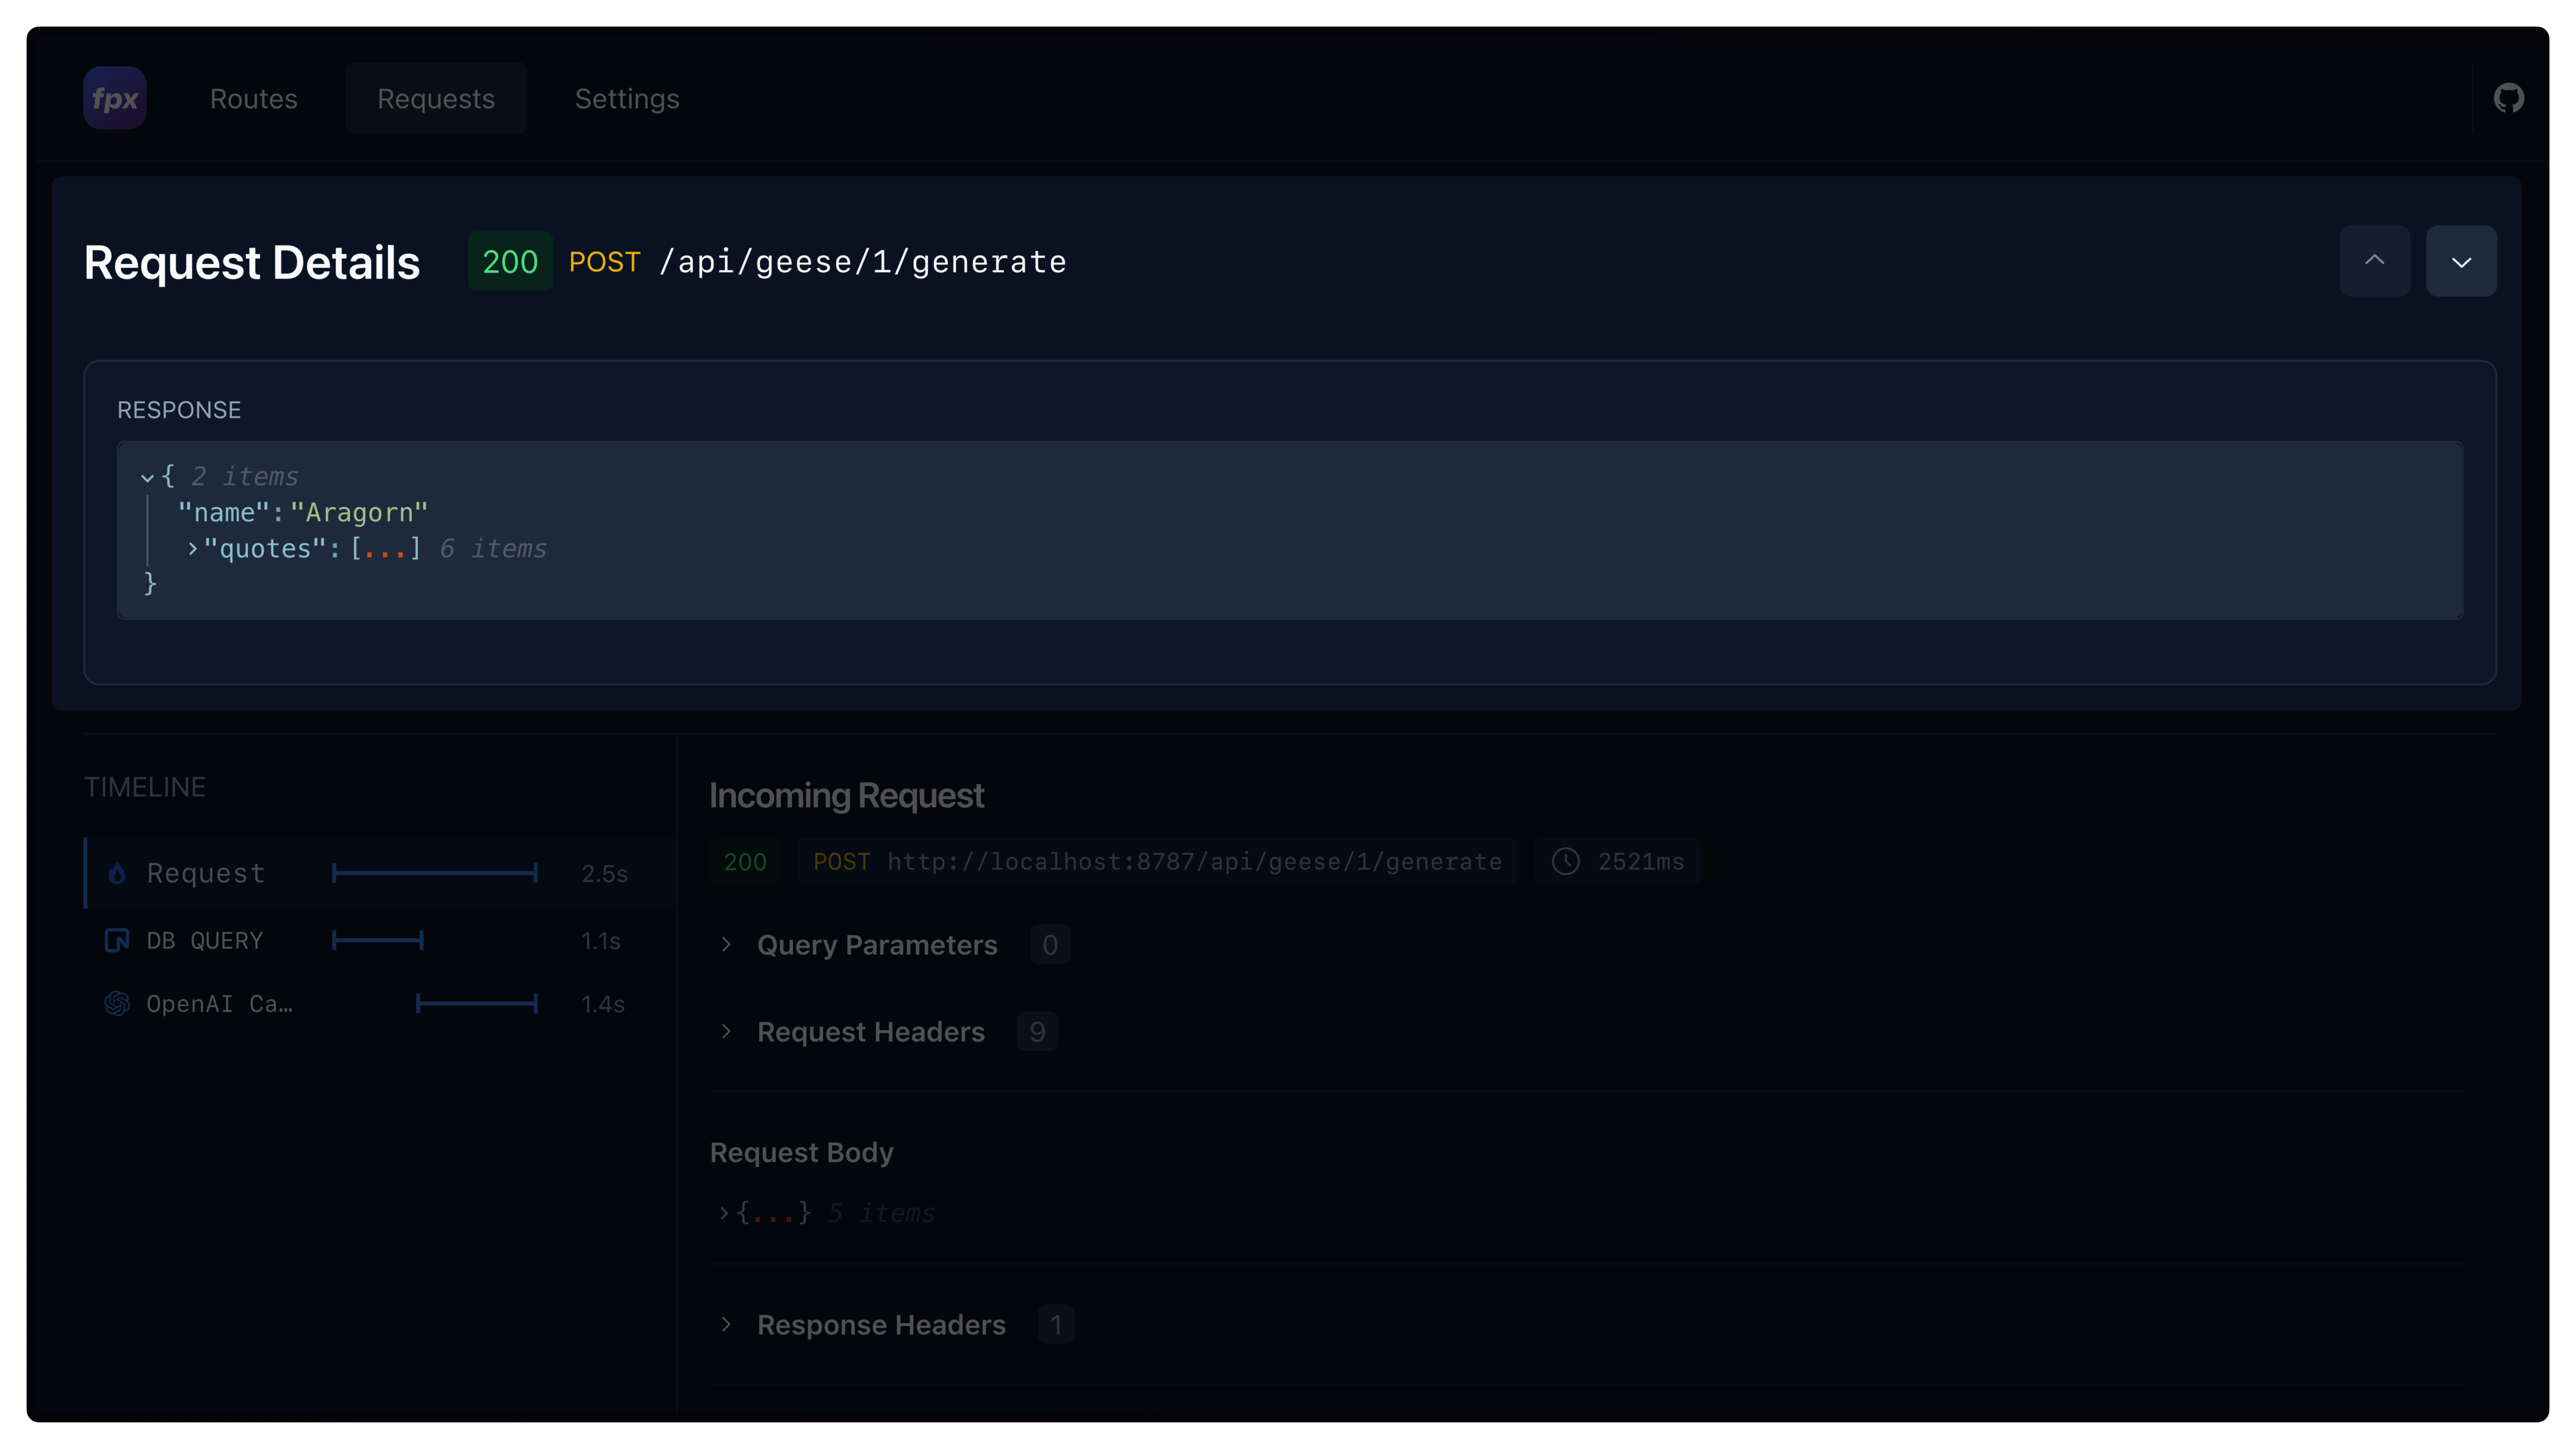 fpx Routes Requests Settings
Request Details 200 POST /api/geese/1/generate
RESPONSE
{ 2 items
"name":"Aragorn"
"quotes":[...] 6 items
}
TIMELINE
Request 2.5s
DB QUERY 1.1s
OpenAI Ca… 1.4s
Incoming Request
200 POST http://localhost:8787/api/geese/1/generate 2521ms
Query Parameters 0
Request Headers 9
Request Body
{...} 5 items
Response Headers 1